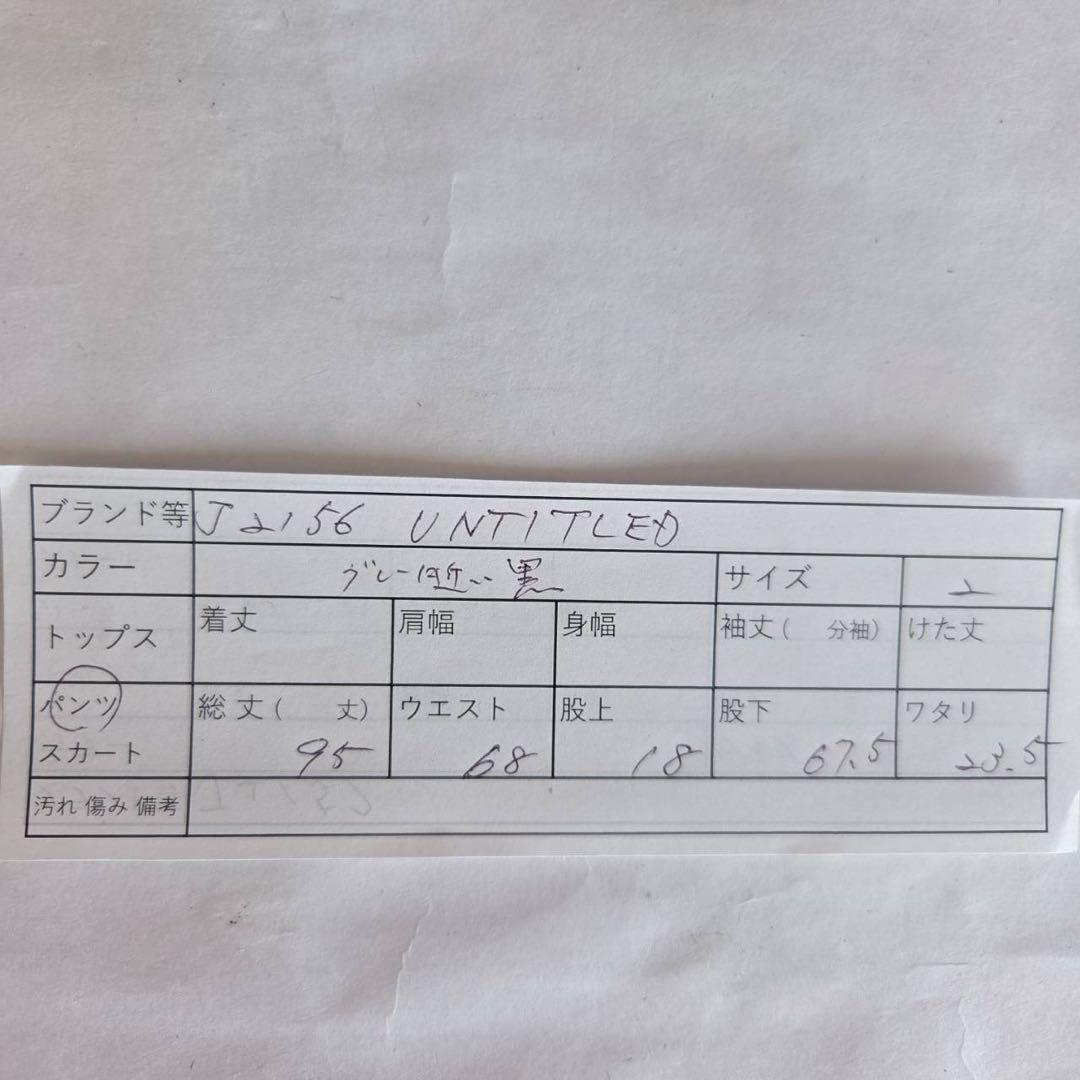 ブランド等 J2156 UNTITLED
カラー グレーに近い黒 サイズ 2
トップス 着丈 肩幅 身幅 袖丈( 分袖) けた丈
パンツ 総丈( 丈) ウエスト 股上 股下 ワタリ
スカート 95 68 18 67.5 23.5
汚れ 傷み 備考